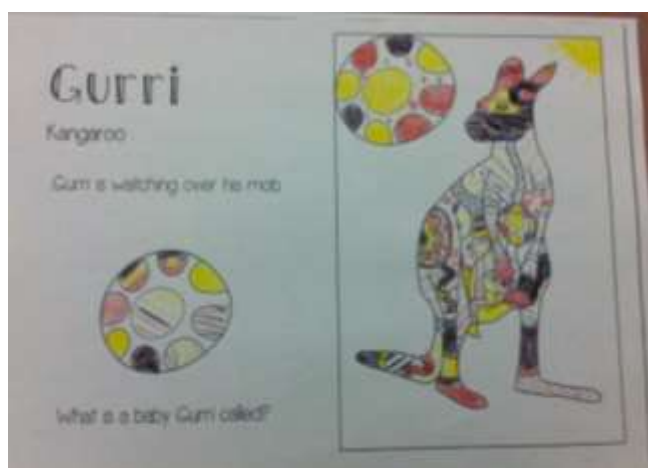 Gurri
Kangaroo
Gurri is watching over his mob
What is a baby Gurri called?